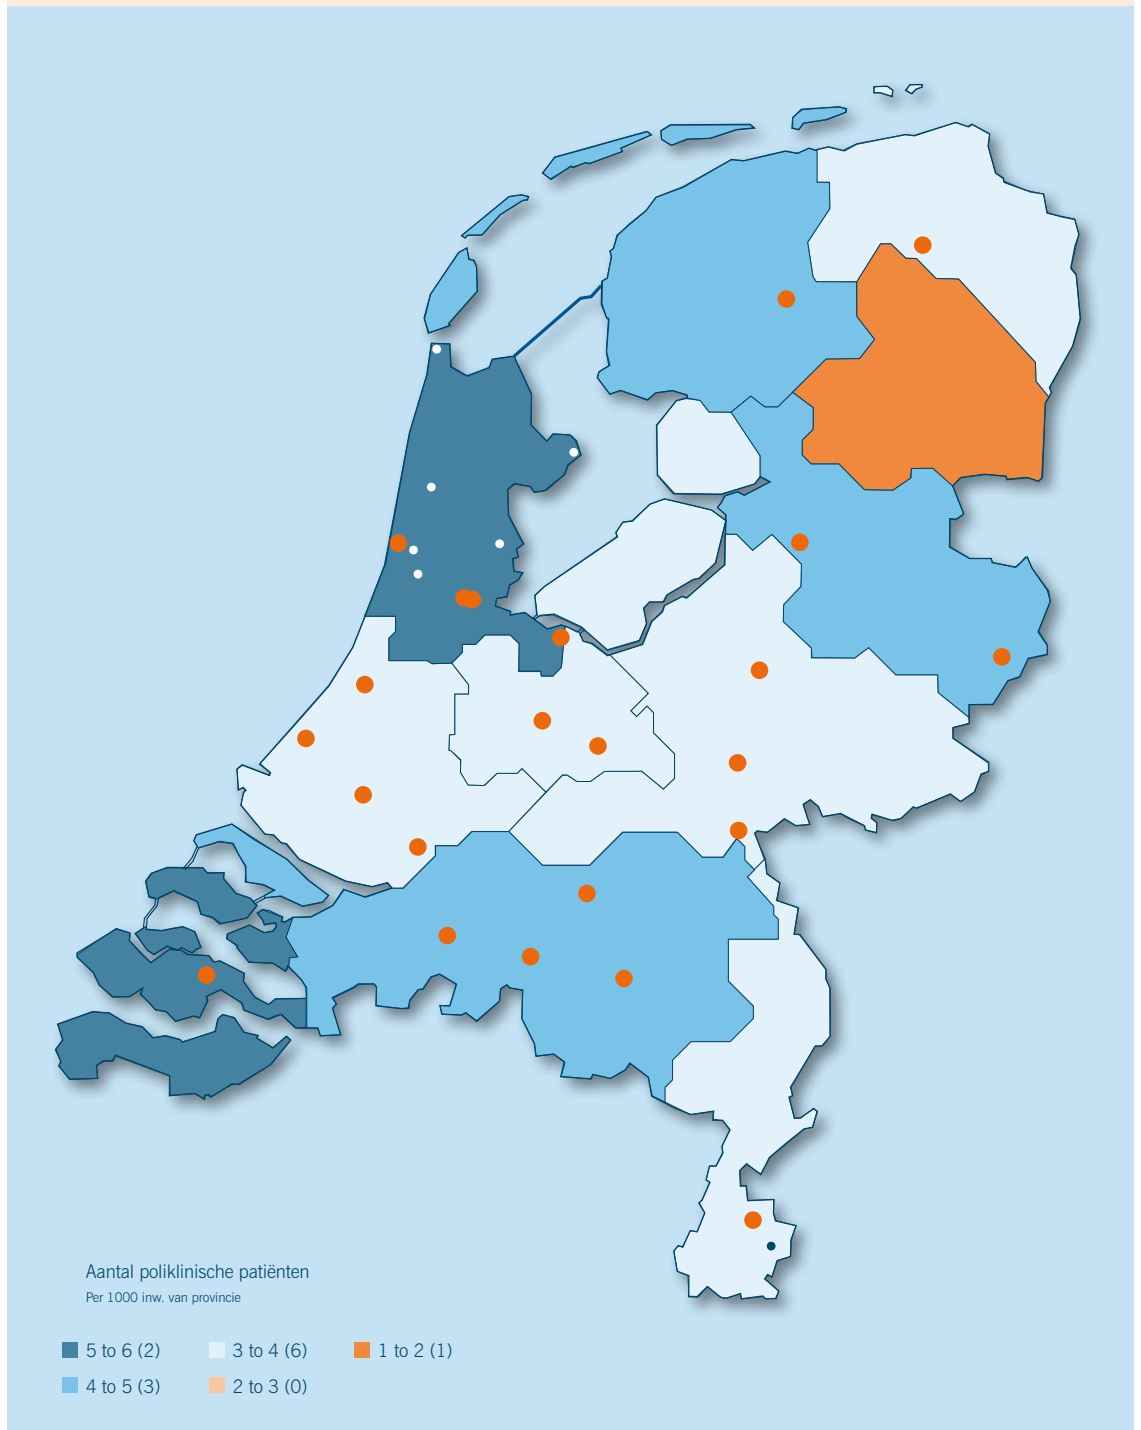 Aantal poliklinische patiënten
Per 1000 inw. van provincie
5 to 6 (2)
3 to 4 (6)
1 to 2 (1)
4 to 5 (3)
2 to 3 (0)